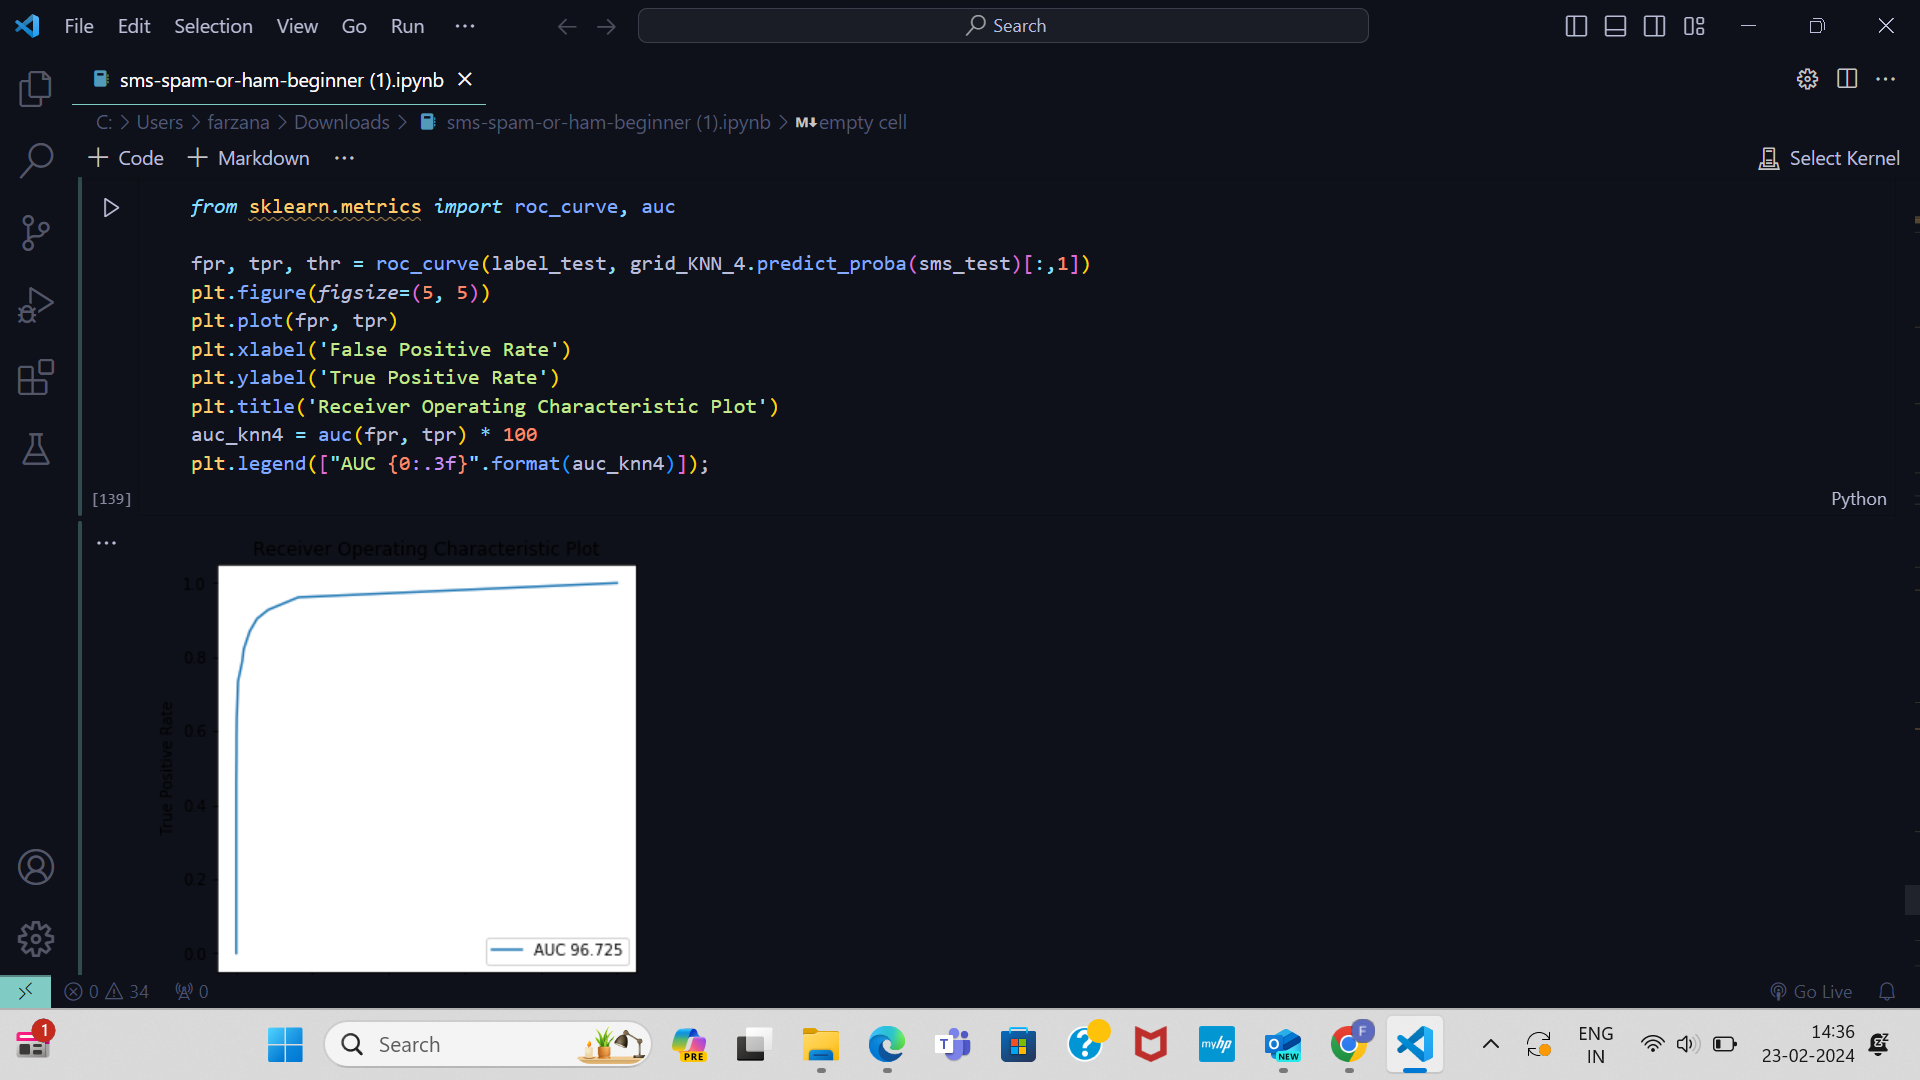 File Edit Selection View Go Run ··· Search
sms-spam-or-ham-beginner (1).ipynb
C: > Users > farzana > Downloads > sms-spam-or-ham-beginner (1).ipynb > M↓ empty cell
+ Code + Markdown ··· Select Kernel
from sklearn.metrics import roc_curve, auc
fpr, tpr, thr = roc_curve(label_test, grid_KNN_4.predict_proba(sms_test)[:,1])
plt.figure(figsize=(5, 5))
plt.plot(fpr, tpr)
plt.xlabel('False Positive Rate')
plt.ylabel('True Positive Rate')
plt.title('Receiver Operating Characteristic Plot')
auc_knn4 = auc(fpr, tpr) * 100
plt.legend(["AUC {0:.3f}".format(auc_knn4)]);
[139] Python
Receiver Operating Characteristic Plot
1.0
0.8
0.6
0.4
0.2
0.0
True Positive Rate
AUC 96.725
0 34 0 Go Live
1 Search PRE T myhp O NEW F ENG IN 14:36
23-02-2024